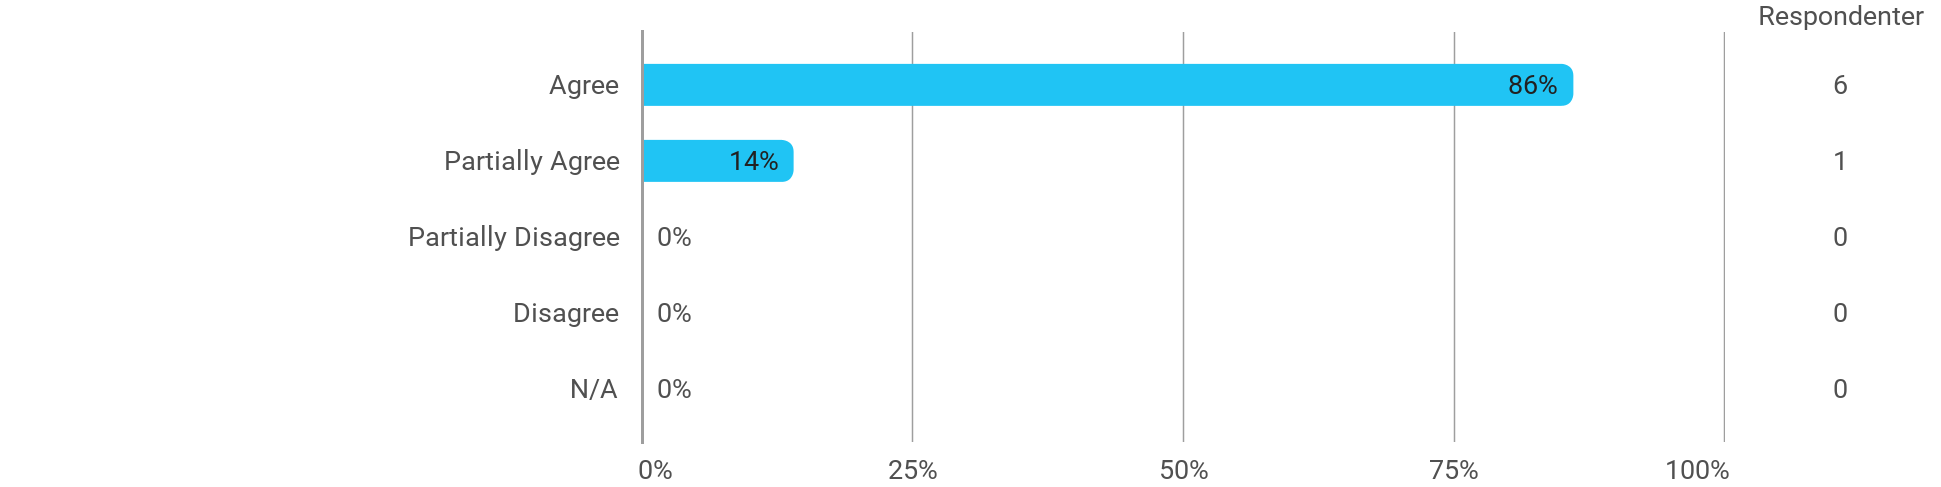 Respondenter
Agree 86% 6
Partially Agree 14% 1
Partially Disagree 0% 0
Disagree 0% 0
N/A 0% 0
0% 25% 50% 75% 100%